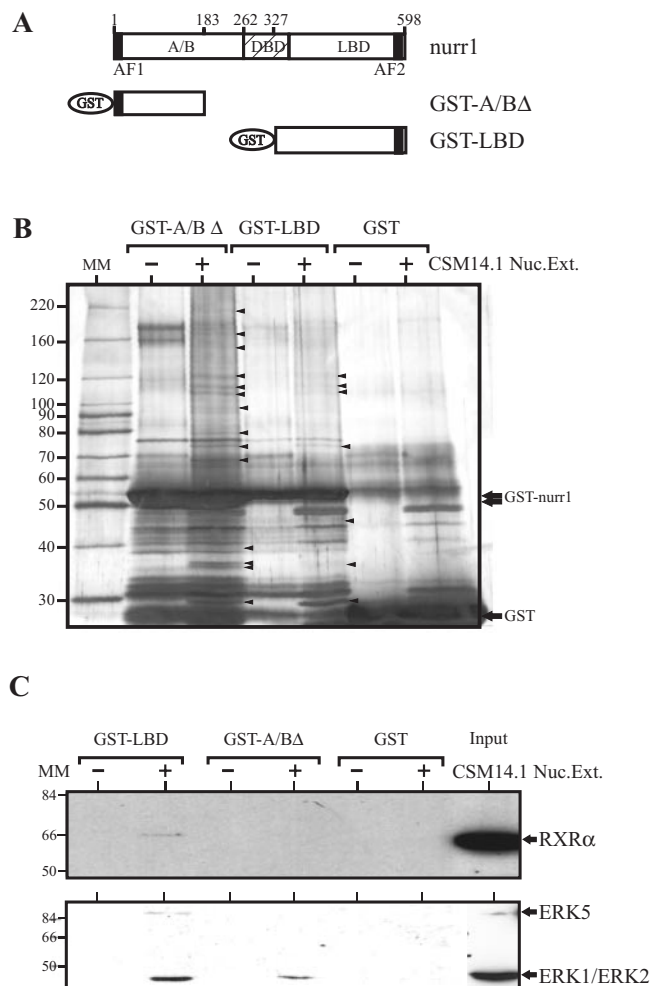 A
1 183 262 327 598
A/B DBD LBD nurr1
AF1 AF2
GST GST-A/BΔ
GST GST-LBD
B
GST-A/B Δ GST-LBD GST
MM − + − + − + CSM14.1 Nuc.Ext.
220
160
120
100
90
80
70
60
50
40
30
GST-nurr1
GST
C
GST-LBD GST-A/BΔ GST Input
MM − + − + − + CSM14.1 Nuc.Ext.
84
66
50
RXRα
84
66
50
ERK5
ERK1/ERK2